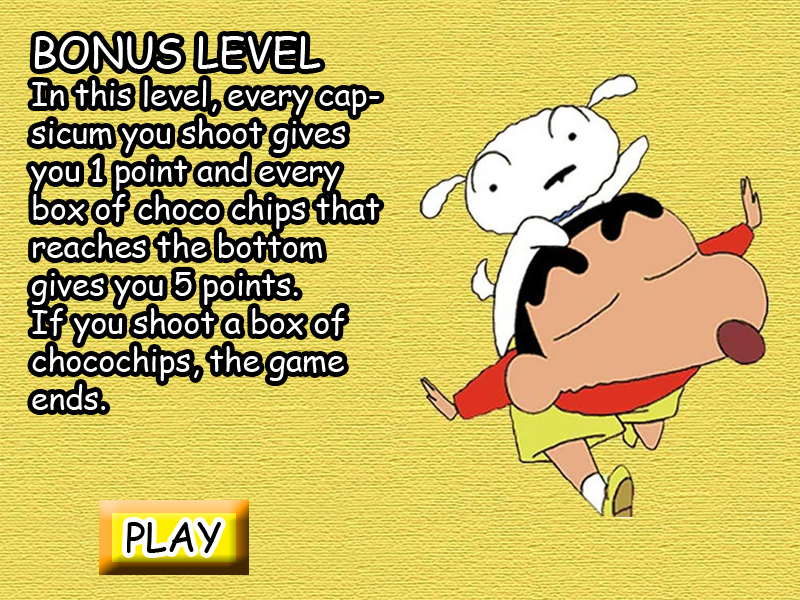 BONUS LEVEL
In this level, every cap-
sicum you shoot gives
you 1 point and every
box of choco chips that
reaches the bottom
gives you 5 points.
If you shoot a box of
chocochips, the game
ends.
PLAY